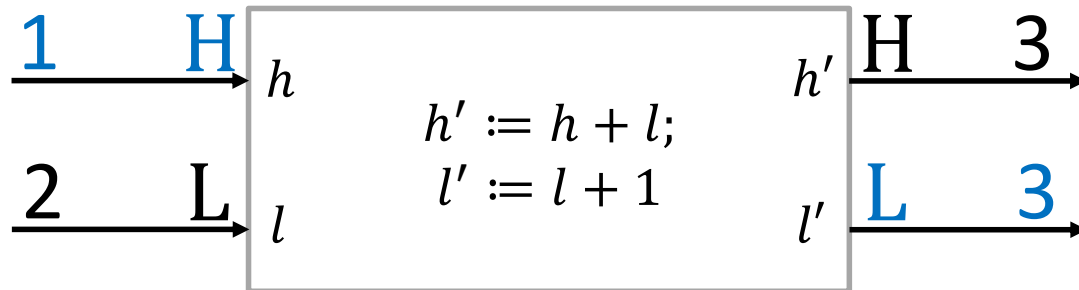 1 H h h′ H 3
h′ ≔ h + l;
l′ ≔ l + 1
2 L l l′ L 3